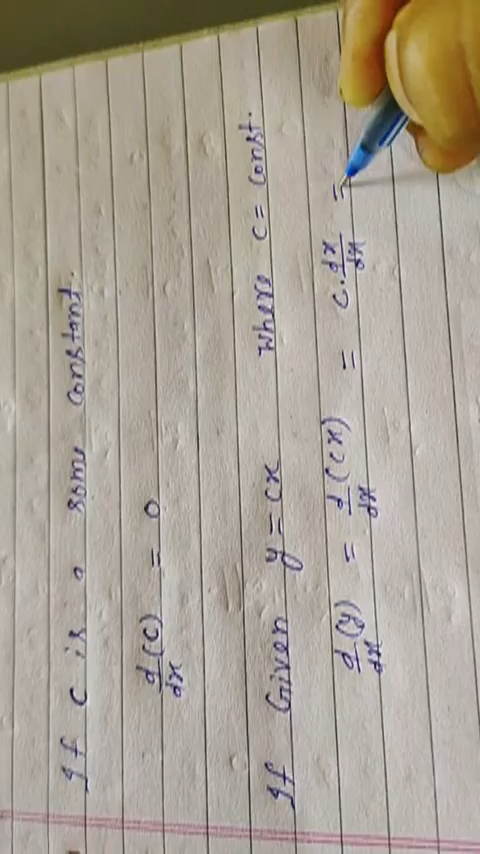 If C is a some constant.
d/dx (C) = 0
If Given y = cx where c = const.
d/dx (y) = d/dx (cx) = c. dx/dx =